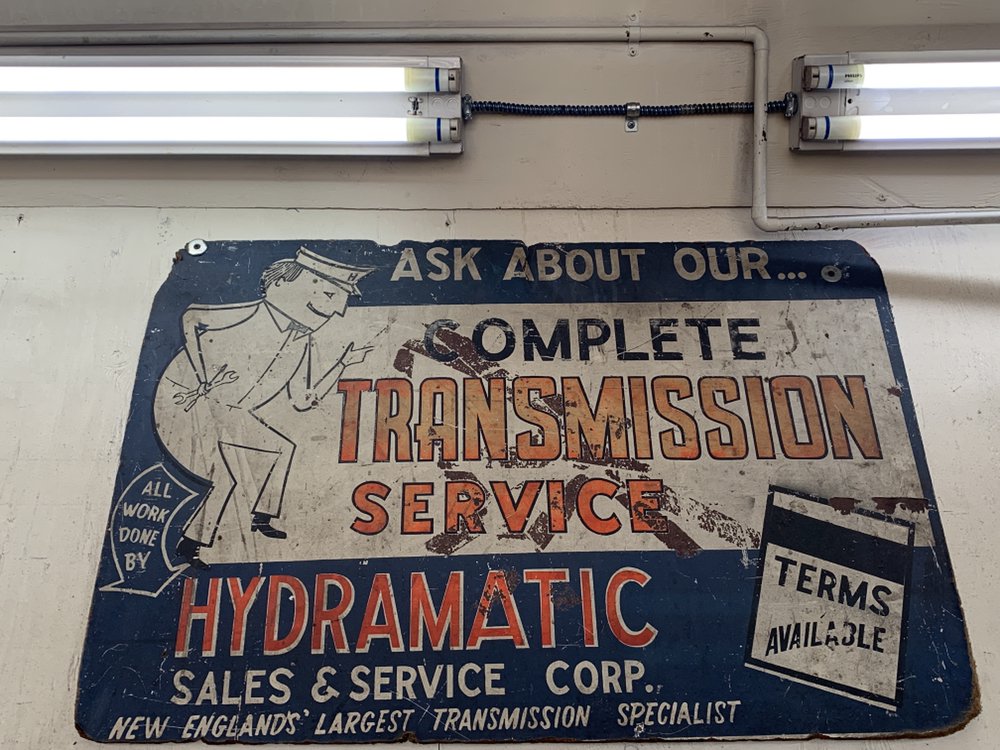 PHILIPS
ASK ABOUT OUR...
H
COMPLETE
TRANSMISSION
SERVICE
ALL
WORK
DONE
BY
HYDRAMATIC
SALES & SERVICE CORP.
NEW ENGLANDS' LARGEST TRANSMISSION SPECIALIST
TERMS
AVAILABLE